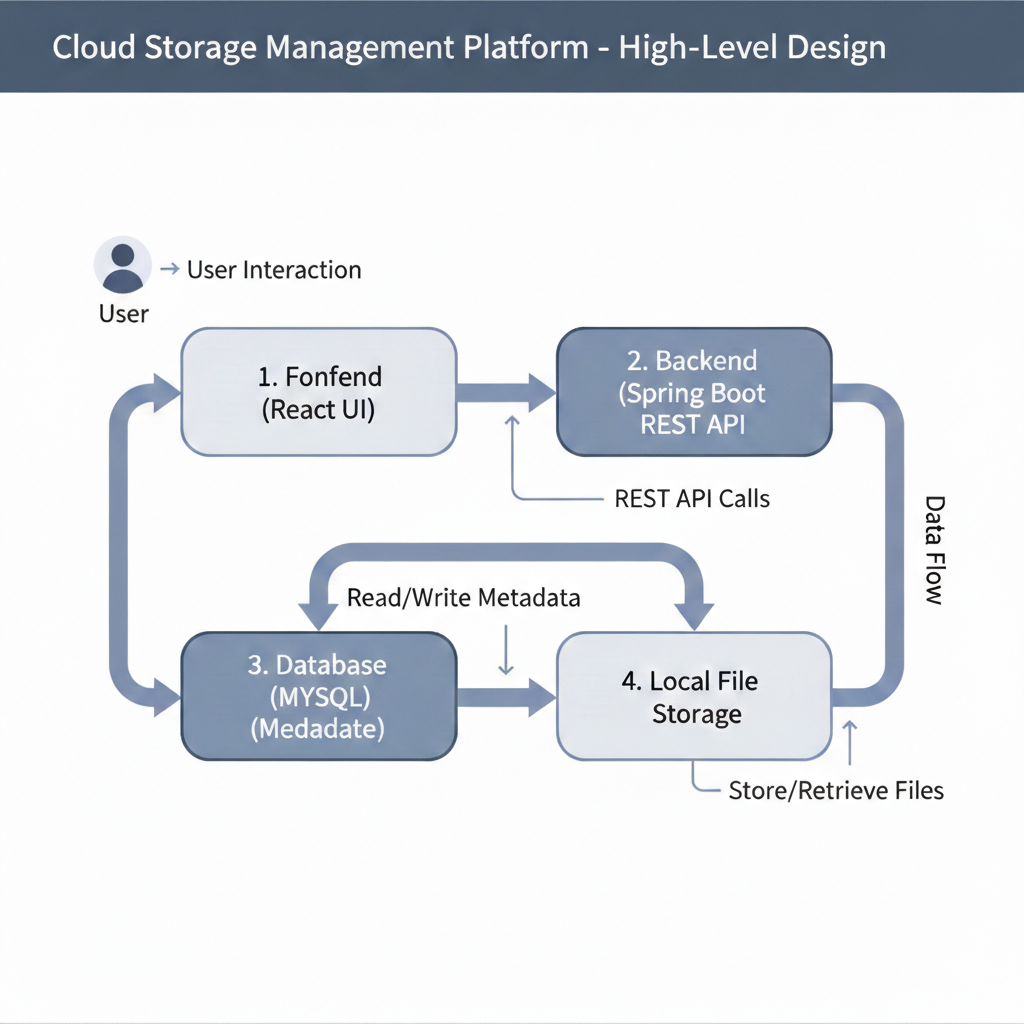 Cloud Storage Management Platform - High-Level Design
User Interaction
User
1. Fonfend
(React UI)
2. Backend
(Spring Boot
REST API
REST API Calls
Data Flow
Read/Write Metadata
3. Database
(MYSQL)
(Medadate)
4. Local File
Storage
Store/Retrieve Files